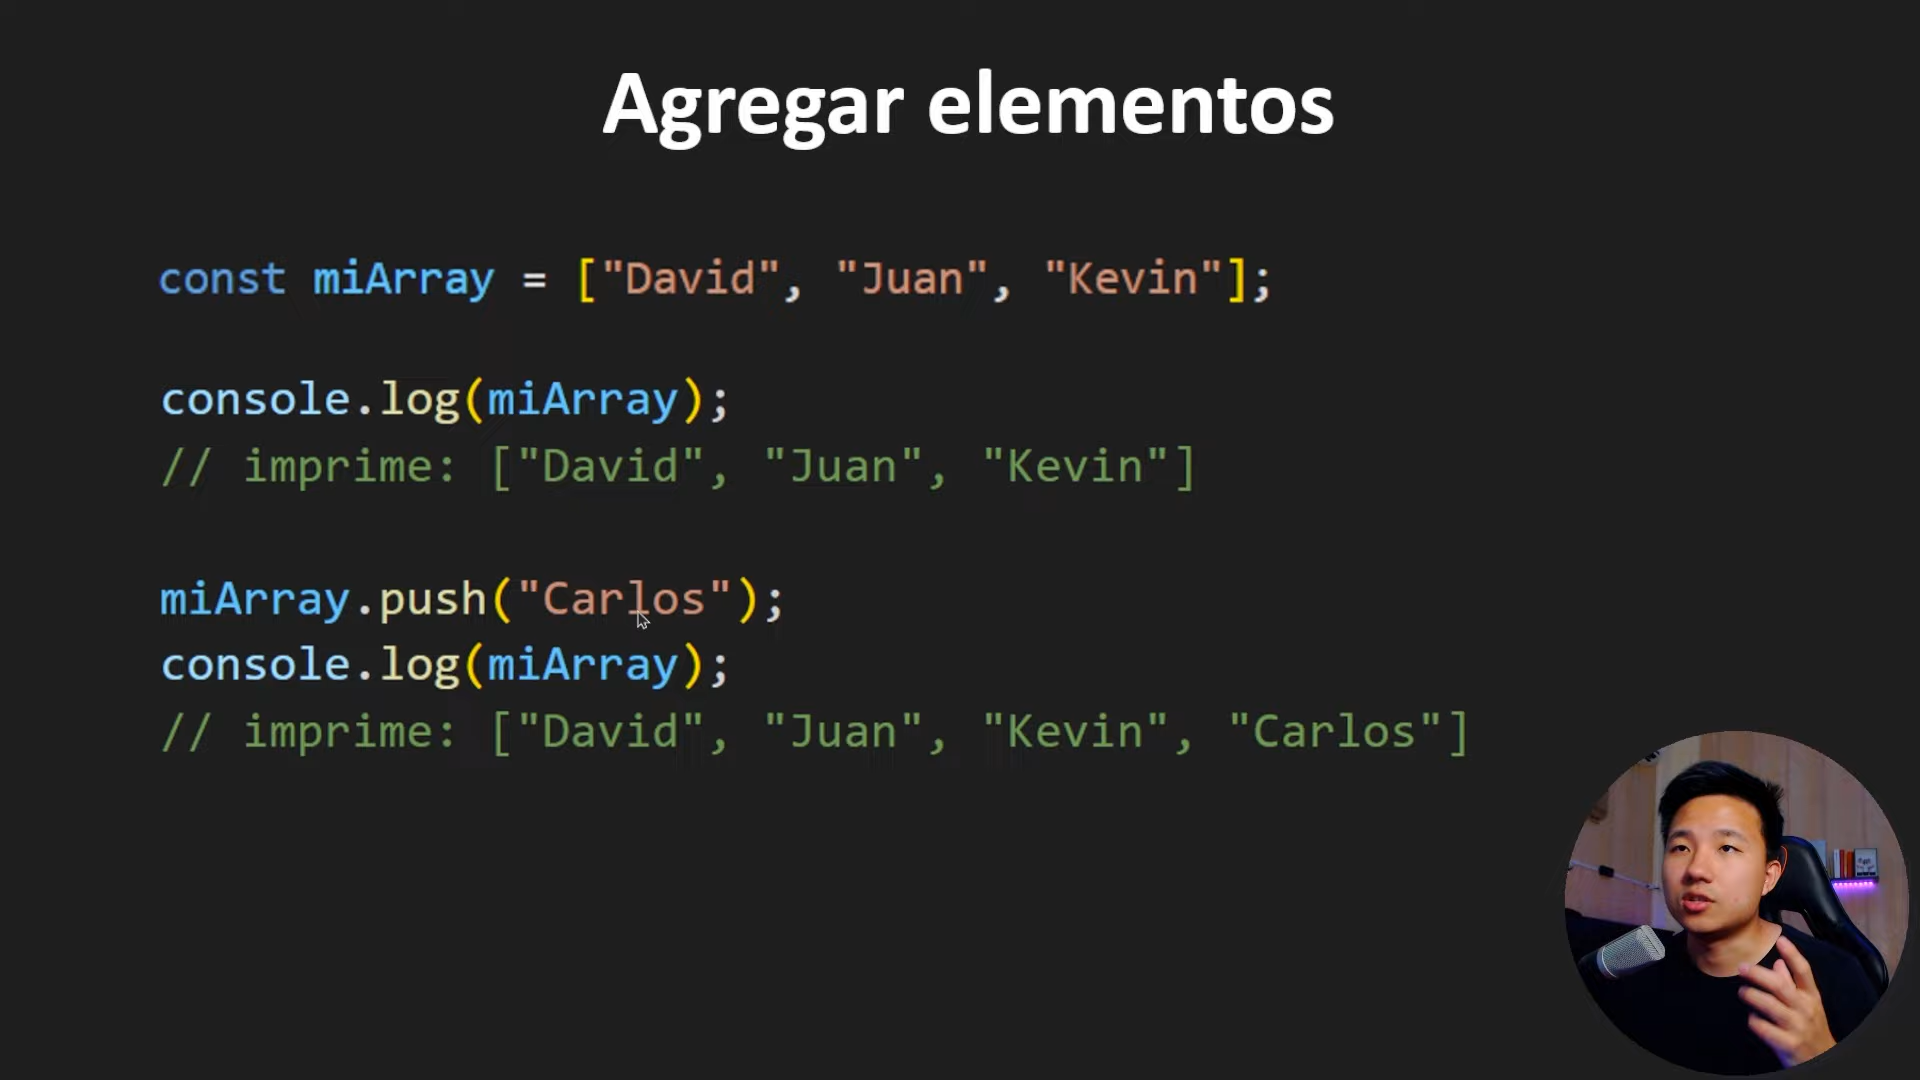 Agregar elementos
const miArray = ["David", "Juan", "Kevin"];
console.log(miArray);
// imprime: ["David", "Juan", "Kevin"]
miArray.push("Carlos");
console.log(miArray);
// imprime: ["David", "Juan", "Kevin", "Carlos"]